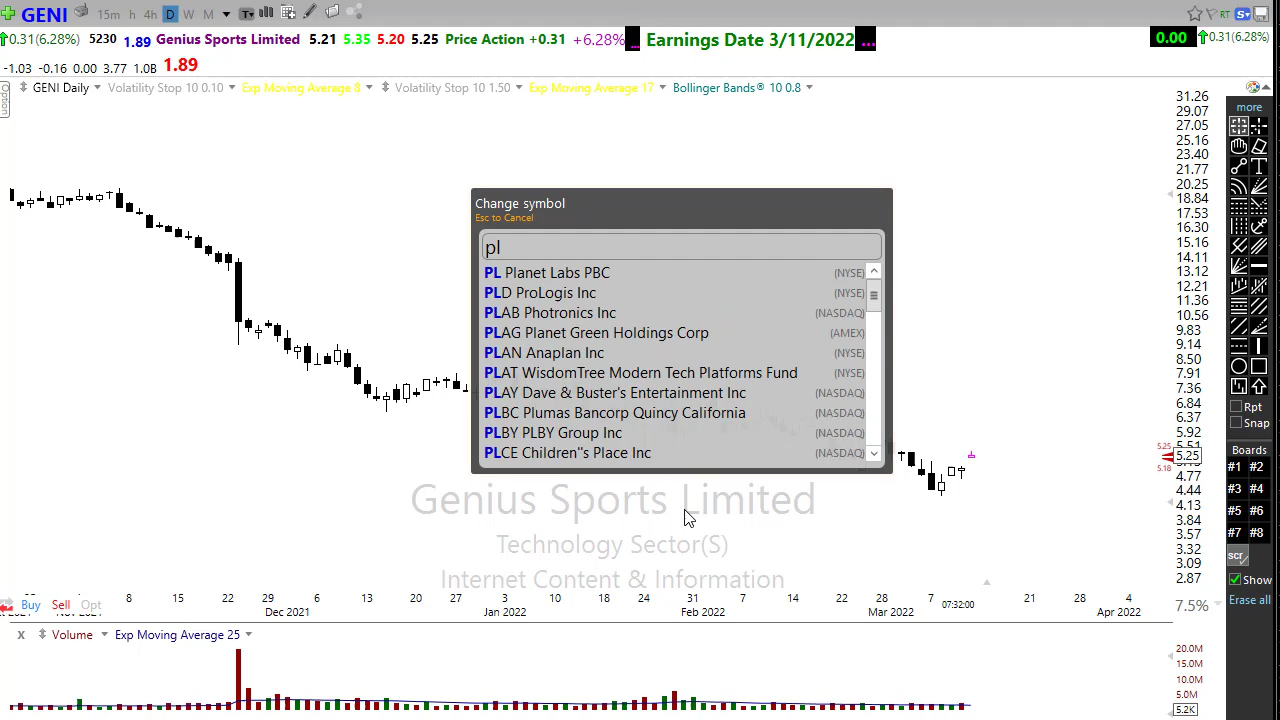 GENI 15m h 4h D W M T RT S
0.31(6.28%) 5230 1.89 Genius Sports Limited 5.21 5.35 5.20 5.25 Price Action +0.31 +6.28% ... Earnings Date 3/11/2022 ... 0.00 0.31(6.28%)
-1.03 -0.16 0.00 3.77 1.0B 1.89
Option
GENI Daily Volatility Stop 10 0.10 Exp Moving Average 8 Volatility Stop 10 1.50 Exp Moving Average 17 Bollinger Bands® 10 0.8
31.26
29.07
27.05
25.16
23.40
21.77
20.25
18.84
17.53
16.30
15.16
14.11
13.12
12.21
11.36
10.56
9.83
9.14
8.50
7.91
7.36
6.84
6.37
5.92
5.51
5.25
5.25
5.18
4.77
4.44
4.13
3.84
3.57
3.32
3.09
2.87
more
T
Rpt
Snap
Boards
#1 #2
#3 #4
#5 #6
#7 #8
scr
Show
Erase all
Change symbol
Esc to Cancel
pl
PL Planet Labs PBC (NYSE)
PLD ProLogis Inc (NYSE)
PLAB Photronics Inc (NASDAQ)
PLAG Planet Green Holdings Corp (AMEX)
PLAN Anaplan Inc (NYSE)
PLAT WisdomTree Modern Tech Platforms Fund (NYSE)
PLAY Dave & Buster's Entertainment Inc (NASDAQ)
PLBC Plumas Bancorp Quincy California (NASDAQ)
PLBY PLBY Group Inc (NASDAQ)
PLCE Children"s Place Inc (NASDAQ)
Genius Sports Limited
Technology Sector(S)
Internet Content & Information
Buy Sell Opt
8 15 22 29 6 13 20 27 3 10 18 24 31 7 14 22 28 7 07:32:00 21 28 4
Dec 2021 Jan 2022 Feb 2022 Mar 2022 Apr 2022
7.5%
x Volume Exp Moving Average 25
20.0M
15.0M
10.0M
5.0M
5.2K